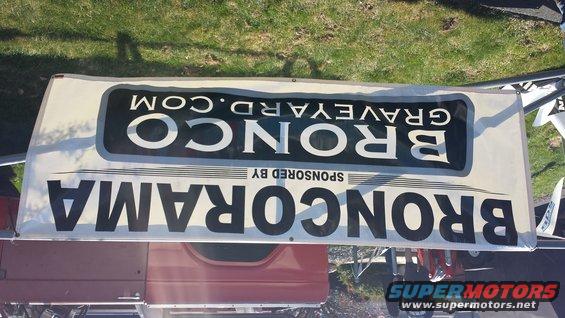 BRONCORAMA
SPONSORED BY
BRONCO
GRAVEYARD.COM
SUPERMOTORS
www.supermotors.net